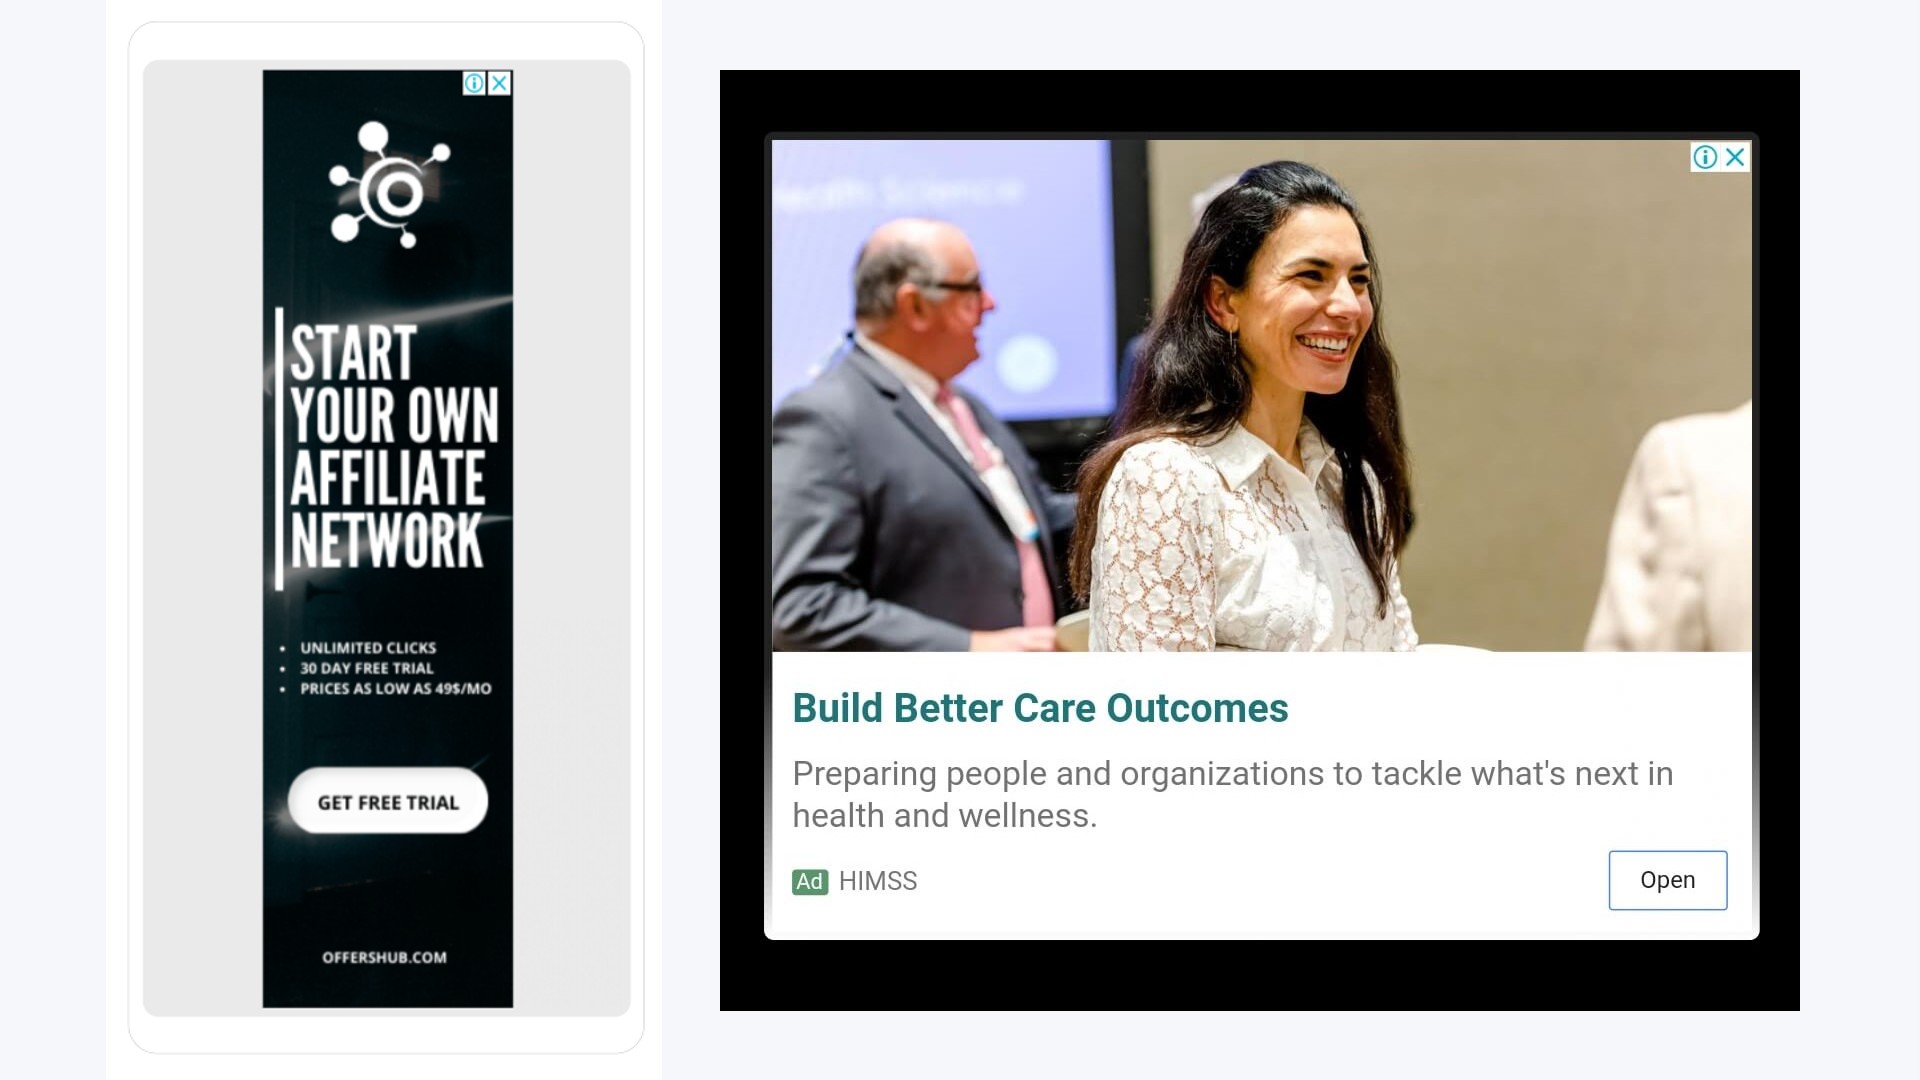 START
YOUR OWN
AFFILIATE
NETWORK
• UNLIMITED CLICKS
• 30 DAY FREE TRIAL
• PRICES AS LOW AS 49$/MO
GET FREE TRIAL
OFFERSHUB.COM
Health Science
Build Better Care Outcomes
Preparing people and organizations to tackle what's next in
health and wellness.
Ad HIMSS
Open